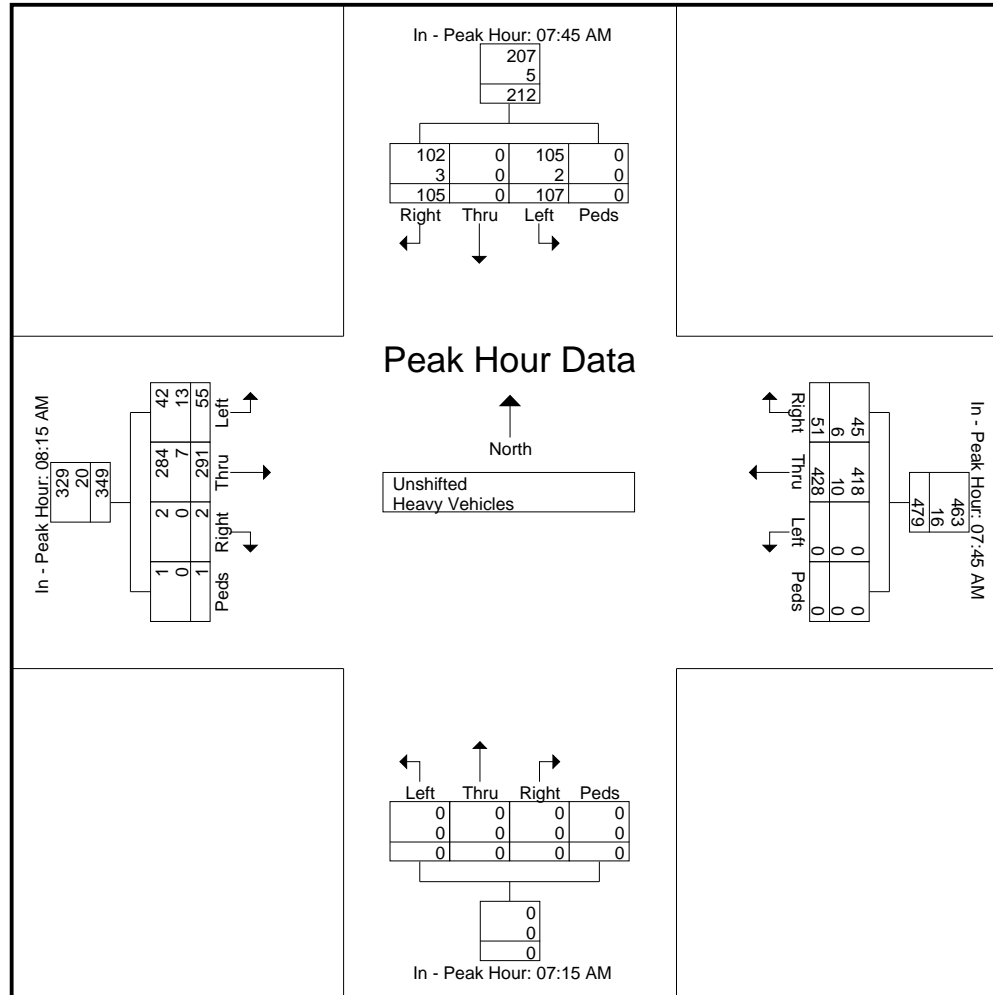 In - Peak Hour: 07:45 AM
207
5
212
102 0 105 0
3 0 2 0
105 0 107 0
Right Thru Left Peds
Peak Hour Data
North
Unshifted
Heavy Vehicles
In - Peak Hour: 08:15 AM
329
20
349
42 284 2 1
13 7 0 0
55 291 2 1
Left Thru Right Peds
Right Thru Left Peds
51 428 0 0
6 10 0 0
45 418 0 0
463
16
479
In - Peak Hour: 07:45 AM
Left Thru Right Peds
0 0 0 0
0 0 0 0
0 0 0 0
0
0
0
In - Peak Hour: 07:15 AM